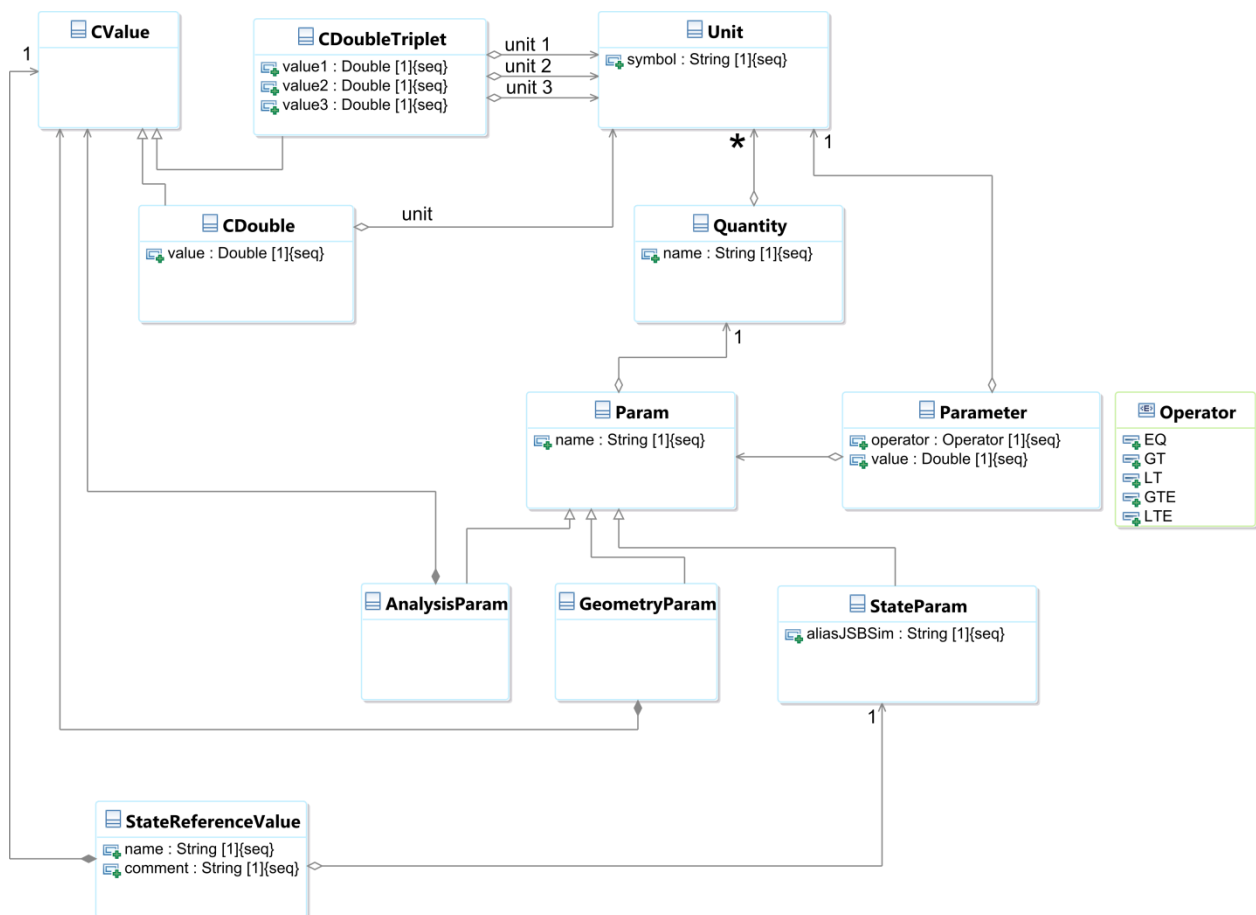 CValue
1
CDoubleTriplet
value1 : Double [1]{seq}
value2 : Double [1]{seq}
value3 : Double [1]{seq}
unit 1
unit 2
unit 3
Unit
symbol : String [1]{seq}
*
1
CDouble
value : Double [1]{seq}
unit
Quantity
name : String [1]{seq}
1
Param
name : String [1]{seq}
Parameter
operator : Operator [1]{seq}
value : Double [1]{seq}
<E> Operator
EQ
GT
LT
GTE
LTE
AnalysisParam
GeometryParam
StateParam
aliasJSBSim : String [1]{seq}
1
StateReferenceValue
name : String [1]{seq}
comment : String [1]{seq}